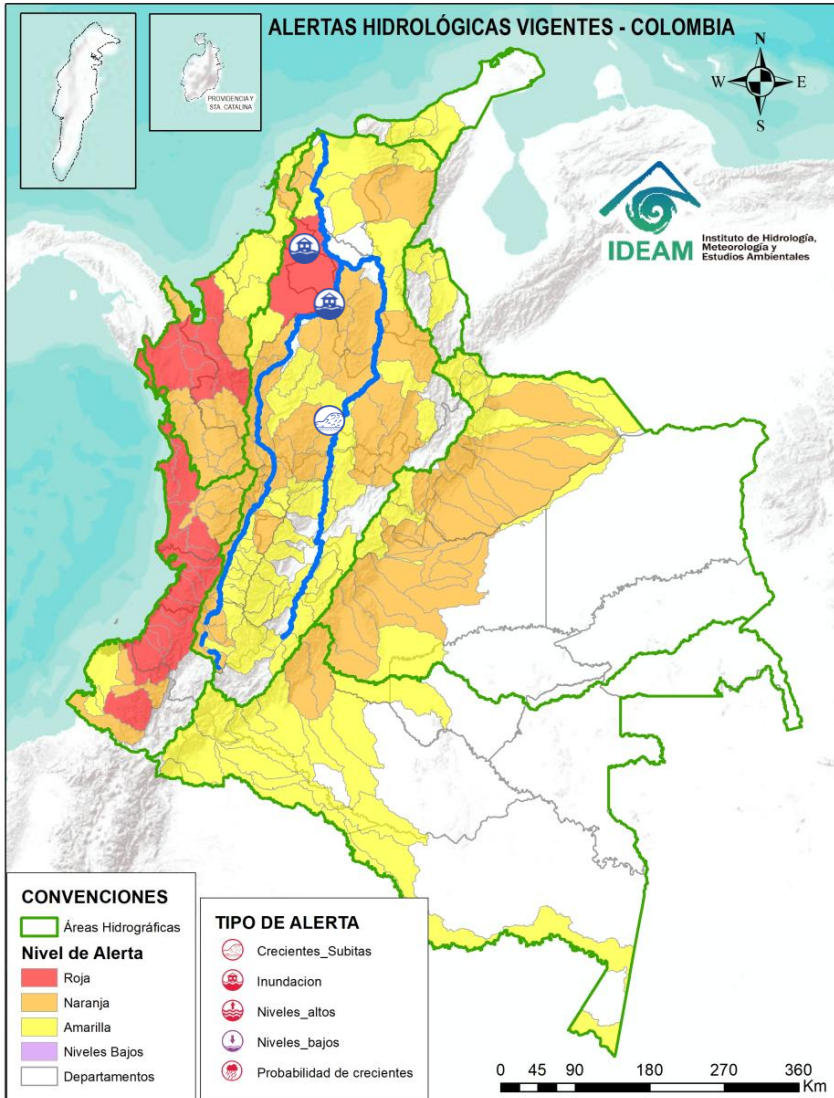 ALERTAS HIDROLÓGICAS VIGENTES - COLOMBIA
N
W
E
S
PROVIDENCIA Y
STA. CATALINA
IDEAM
Instituto de Hidrología,
Meteorología y
Estudios Ambientales
CONVENCIONES
Áreas Hidrográficas
Nivel de Alerta
Roja
Naranja
Amarilla
Niveles Bajos
Departamentos
TIPO DE ALERTA
Crecientes_Subitas
Inundacion
Niveles_altos
Niveles_bajos
Probabilidad de crecientes
0 45 90 180 270 360
Km